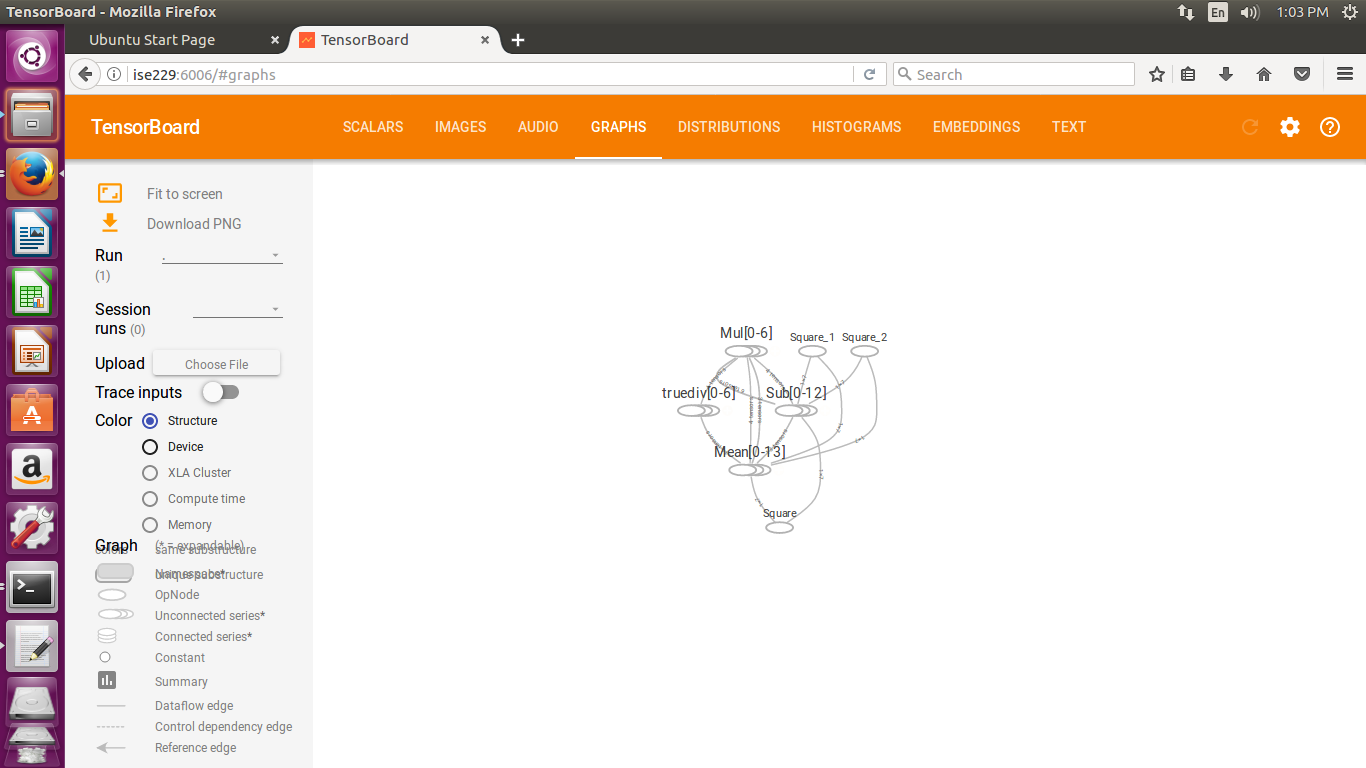 TensorBoard - Mozilla Firefox
En
1:03 PM
Ubuntu Start Page
TensorBoard
ise229:6006/#graphs
Search
TensorBoard
SCALARS
IMAGES
AUDIO
GRAPHS
DISTRIBUTIONS
HISTOGRAMS
EMBEDDINGS
TEXT
Fit to screen
Download PNG
Run
(1)
.
Session
runs (0)
Upload
Choose File
Trace inputs
Color
Structure
Device
XLA Cluster
Compute time
Memory
Graph
(* = expandable)
colors
same substructure
Namespace*
unique substructure
OpNode
Unconnected series*
Connected series*
Constant
Summary
Dataflow edge
Control dependency edge
Reference edge
Mul[0-6]
Square_1
Square_2
truediv[0-6]
Sub[0-12]
Mean[0-13]
Square